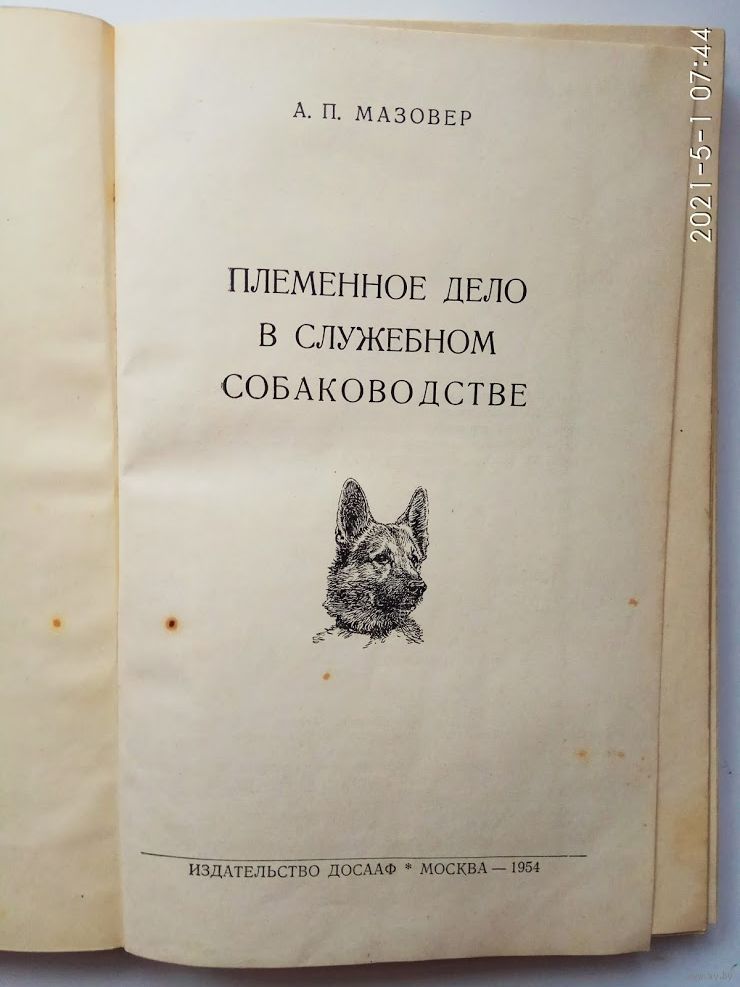 А. П. МАЗОВЕР
ПЛЕМЕННОЕ ДЕЛО
В СЛУЖЕБНОМ
СОБАКОВОДСТВЕ
ИЗДАТЕЛЬСТВО ДОСААФ * МОСКВА — 1954
2021-5-1 07:44